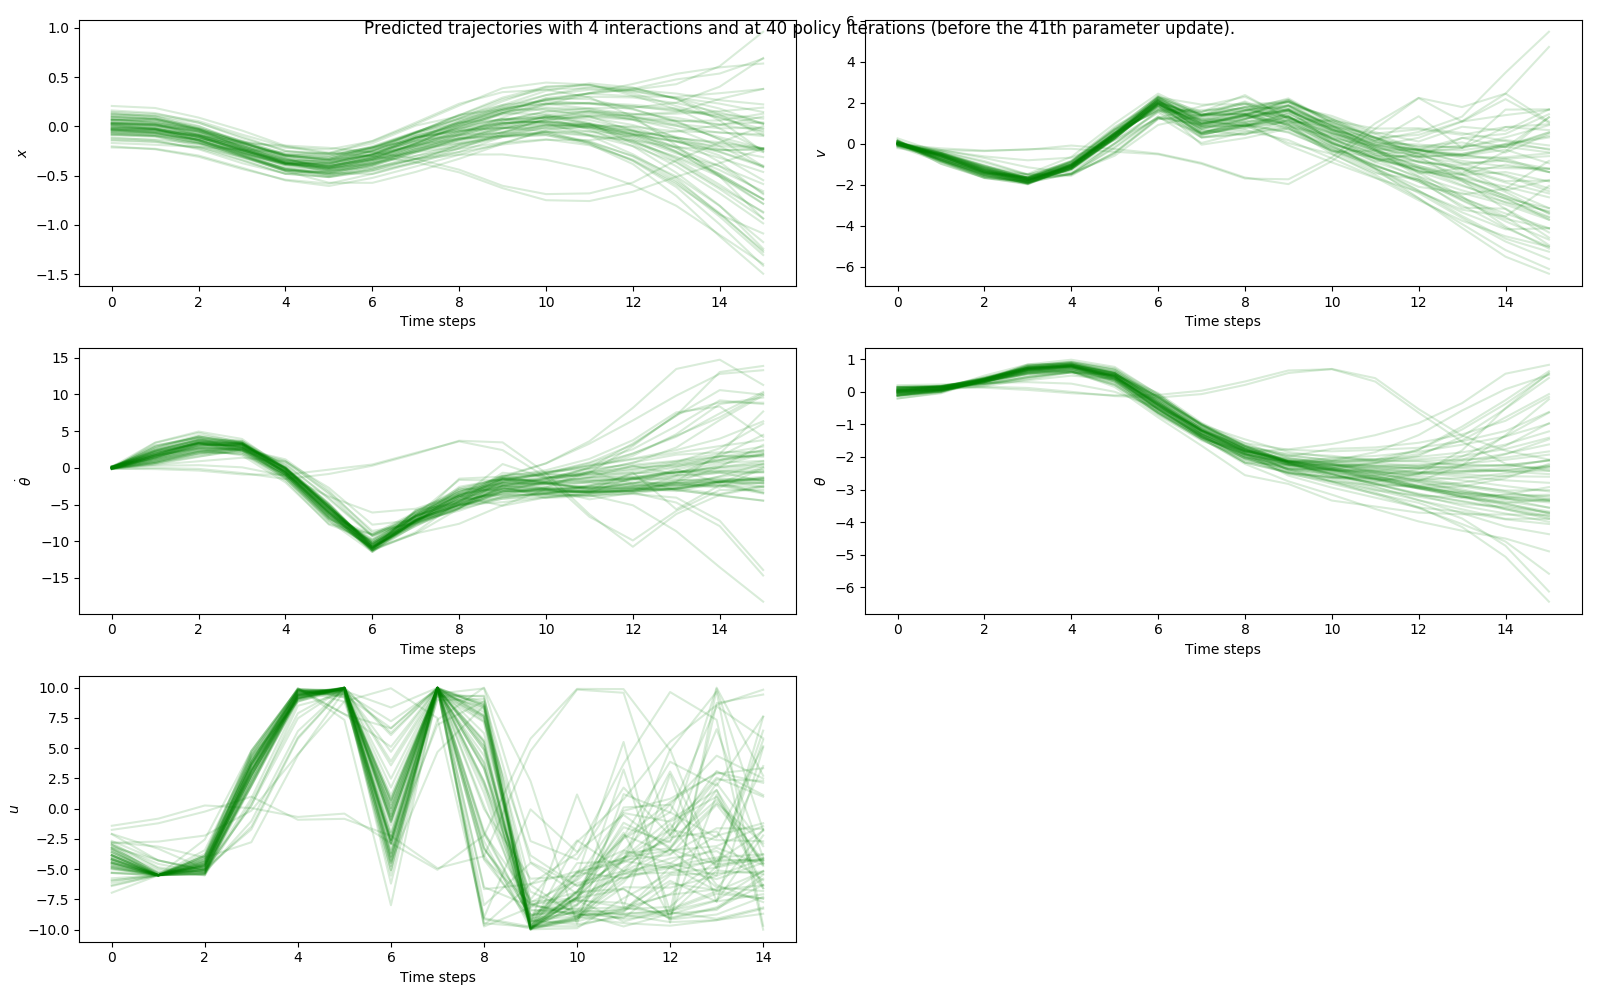 Predicted trajectories with 4 interactions and at 40 policy iterations (before the 41th parameter update).
1.0
0.5
0.0
−0.5
−1.0
−1.5
x
0 2 4 6 8 10 12 14
Time steps
6
4
2
0
−2
−4
−6
v
0 2 4 6 8 10 12 14
Time steps
15
10
5
0
−5
−10
−15
θ̇
0 2 4 6 8 10 12 14
Time steps
1
0
−1
−2
−3
−4
−5
−6
θ
0 2 4 6 8 10 12 14
Time steps
10.0
7.5
5.0
2.5
0.0
−2.5
−5.0
−7.5
−10.0
u
0 2 4 6 8 10 12 14
Time steps